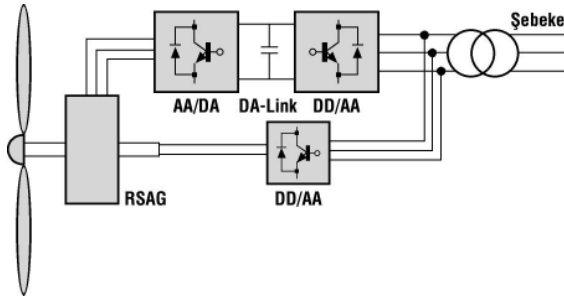 Şebeke
AA/DA
DA-Link
DD/AA
RSAG
DD/AA